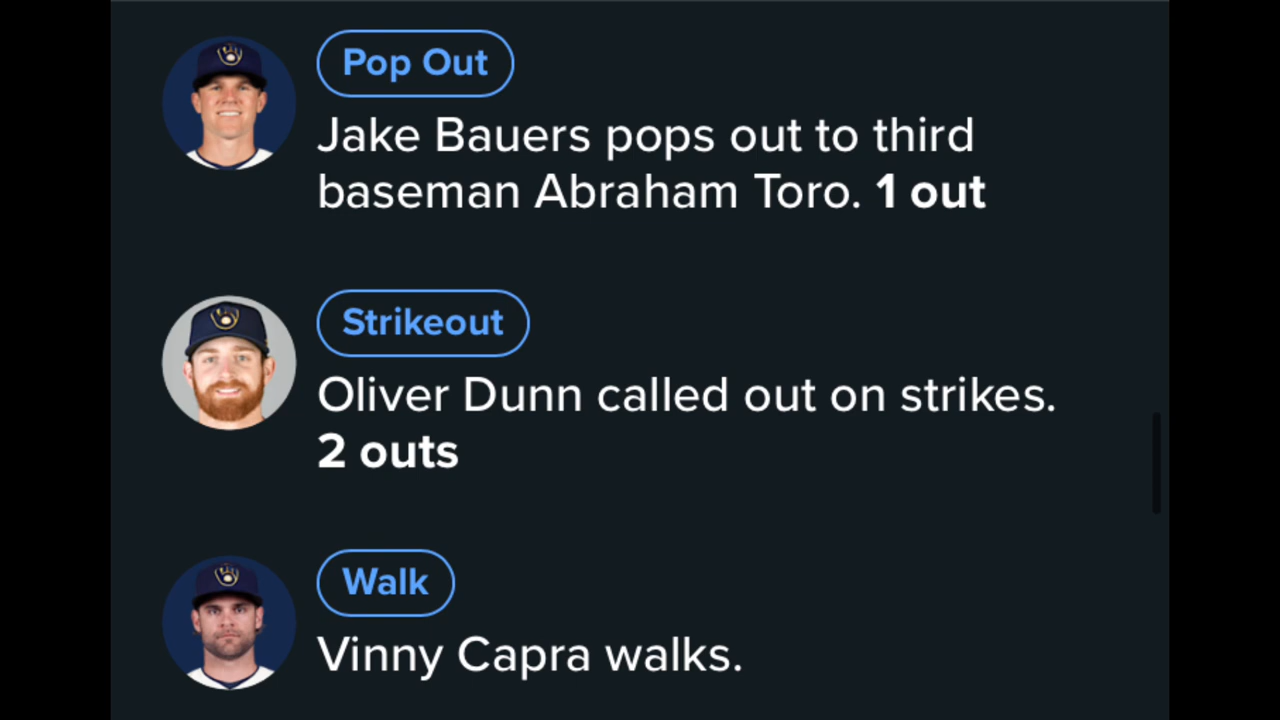 Pop Out
Jake Bauers pops out to third
baseman Abraham Toro. 1 out
Strikeout
Oliver Dunn called out on strikes.
2 outs
Walk
Vinny Capra walks.